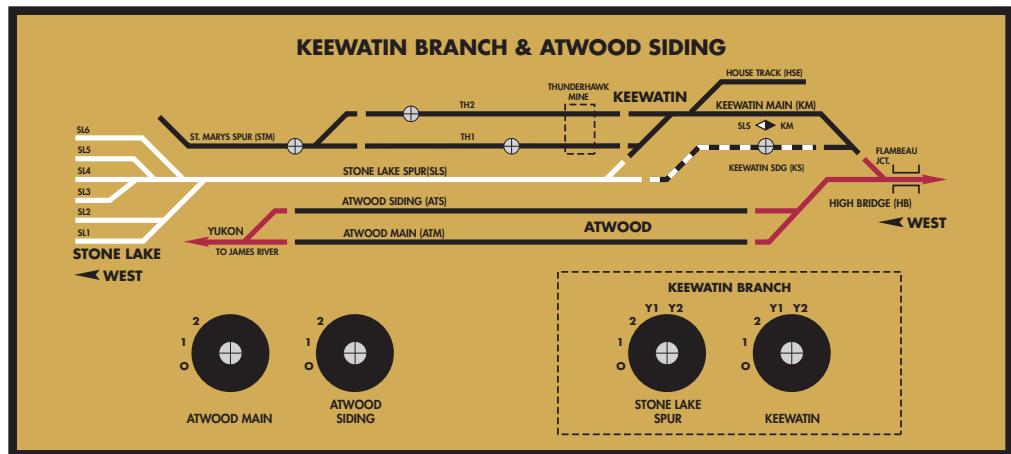 KEEWATIN BRANCH & ATWOOD SIDING
HOUSE TRACK (HSE)
THUNDERHAWK
MINE
KEEWATIN
TH2
KEEWATIN MAIN (KM)
SL6
ST. MARYS SPUR (STM)
TH1
SLS KM
SL5
FLAMBEAU
JCT.
SL4
STONE LAKE SPUR(SLS)
KEEWATIN SDG (KS)
SL3
ATWOOD SIDING (ATS)
HIGH BRIDGE (HB)
SL2
ATWOOD
WEST
SL1
YUKON
ATWOOD MAIN (ATM)
STONE LAKE
TO JAMES RIVER
WEST
KEEWATIN BRANCH
2
1
O
ATWOOD MAIN
2
1
O
ATWOOD
SIDING
Y1 Y2
2
1
O
STONE LAKE
SPUR
Y1 Y2
2
1
O
KEEWATIN